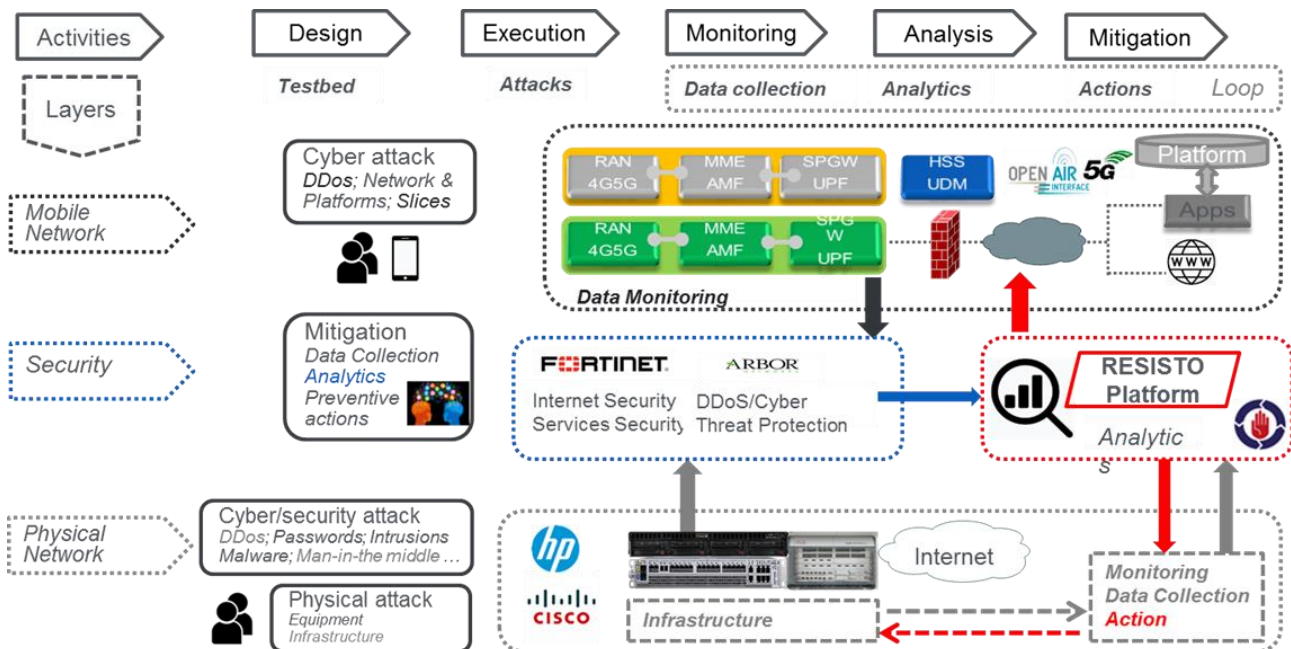 Activities
Design
Execution
Monitoring
Analysis
Mitigation
Testbed
Attacks
Data collection
Analytics
Actions
Loop
Layers
Cyber attack
DDos; Network &
Platforms; Slices
Mobile
Network
RAN
4G5G
MME
AMF
SPGW
UPF
HSS
UDM
OPEN AIR
INTERFACE
5G
Platform
Apps
RAN
4G5G
MME
AMF
SPG
W
UPF
WWW
Data Monitoring
Security
Mitigation
Data Collection
Analytics
Preventive
actions
FORTINET
ARBOR
Internet Security
Services Security
DDoS/Cyber
Threat Protection
RESISTO
Platform
Analytic
s
Physical
Network
Cyber/security attack
DDos; Passwords; Intrusions
Malware; Man-in-the middle ...
Physical attack
Equipment
Infrastructure
hp
CISCO
Infrastructure
Internet
Monitoring
Data Collection
Action